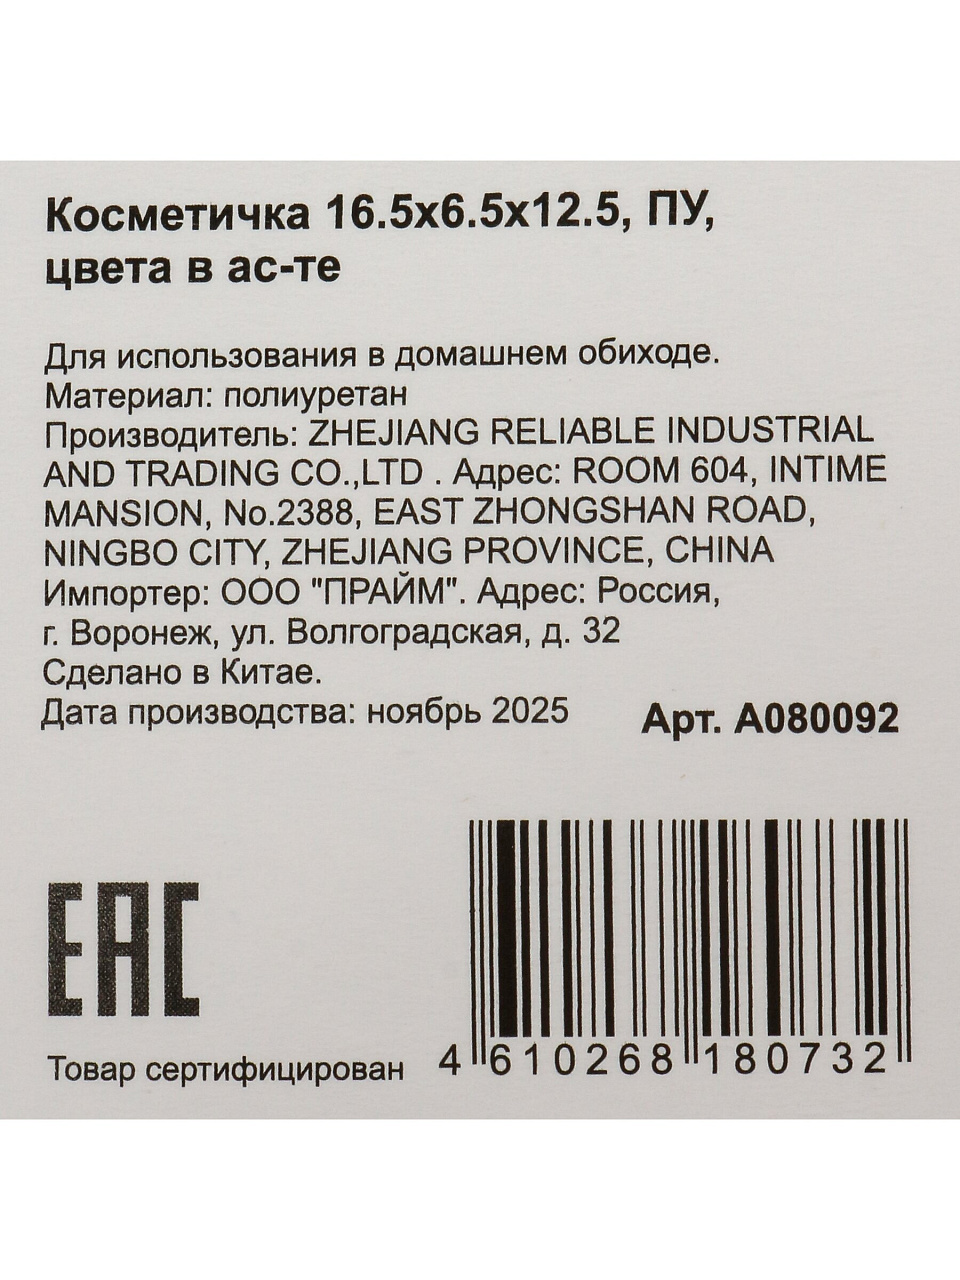 Косметичка 16.5х6.5х12.5, ПУ,
цвета в ас-те
Для использования в домашнем обиходе.
Материал: полиуретан
Производитель: ZHEJIANG RELIABLE INDUSTRIAL
AND TRADING CO.,LTD . Адрес: ROOM 604, INTIME
MANSION, No.2388, EAST ZHONGSHAN ROAD,
NINGBO CITY, ZHEJIANG PROVINCE, CHINA
Импортер: ООО "ПРАЙМ". Адрес: Россия,
г. Воронеж, ул. Волгоградская, д. 32
Сделано в Китае.
Дата производства: ноябрь 2025
Арт. А080092
EAC
Товар сертифицирован
4 610268 180732